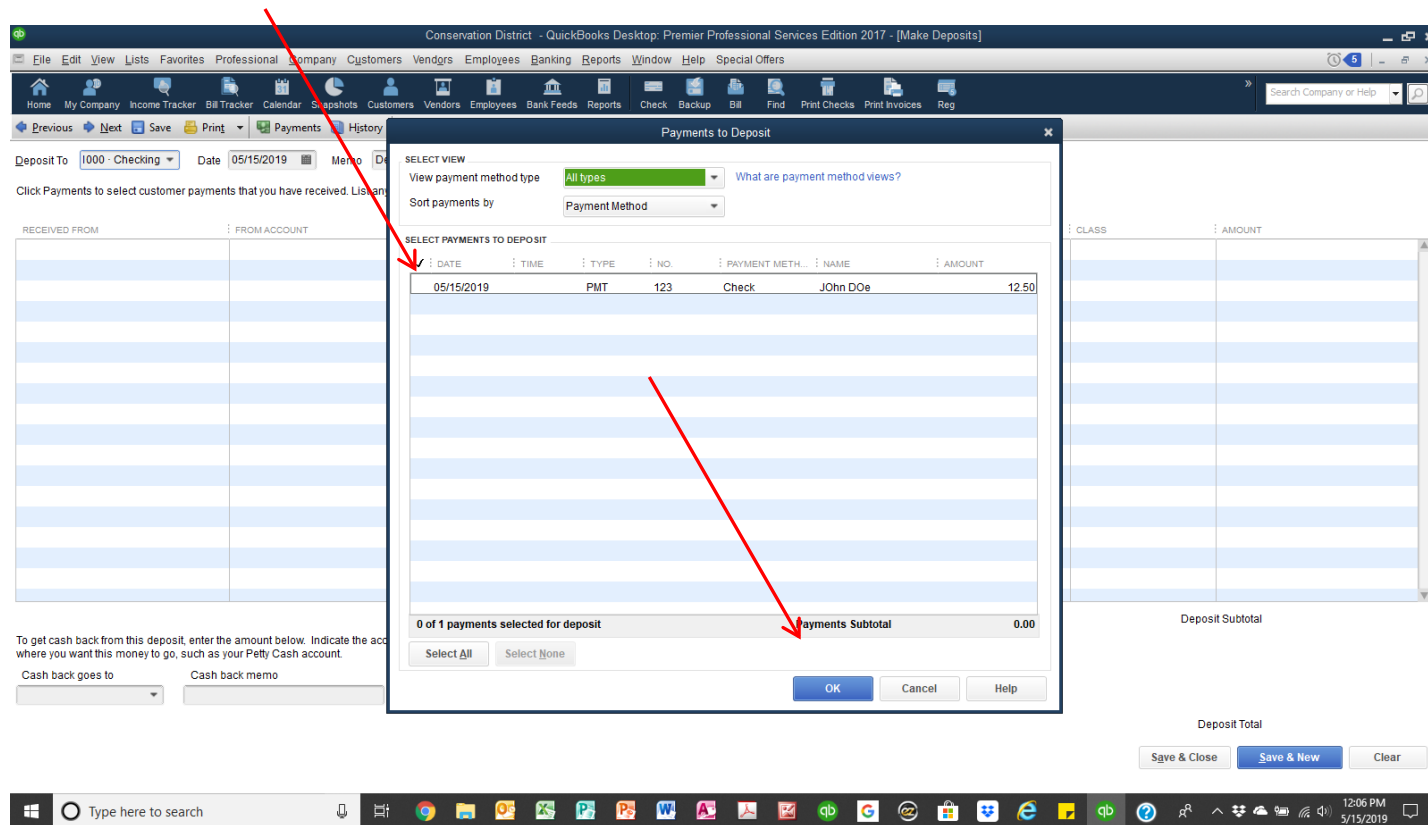 qb Conservation District - QuickBooks Desktop: Premier Professional Services Edition 2017 - [Make Deposits]
File Edit View Lists Favorites Professional Company Customers Vendors Employees Banking Reports Window Help Special Offers 5
Home My Company Income Tracker Bill Tracker Calendar Snapshots Customers Vendors Employees Bank Feeds Reports Check Backup Bill Find Print Checks Print Invoices Reg » Search Company or Help
Previous Next Save Print Payments History
Payments to Deposit
Deposit To 1000 · Checking Date 05/15/2019 Memo De
Click Payments to select customer payments that you have received. List any
SELECT VIEW
View payment method type All types What are payment method views?
Sort payments by Payment Method
RECEIVED FROM FROM ACCOUNT CLASS AMOUNT
SELECT PAYMENTS TO DEPOSIT
✓ DATE TIME TYPE NO. PAYMENT METH... NAME AMOUNT
05/15/2019 PMT 123 Check JOhn DOe 12.50
0 of 1 payments selected for deposit Payments Subtotal 0.00
Select All Select None
OK Cancel Help
Deposit Subtotal
To get cash back from this deposit, enter the amount below. Indicate the acc
where you want this money to go, such as your Petty Cash account.
Cash back goes to Cash back memo
Deposit Total
Save & Close Save & New Clear
Type here to search 12:06 PM
5/15/2019